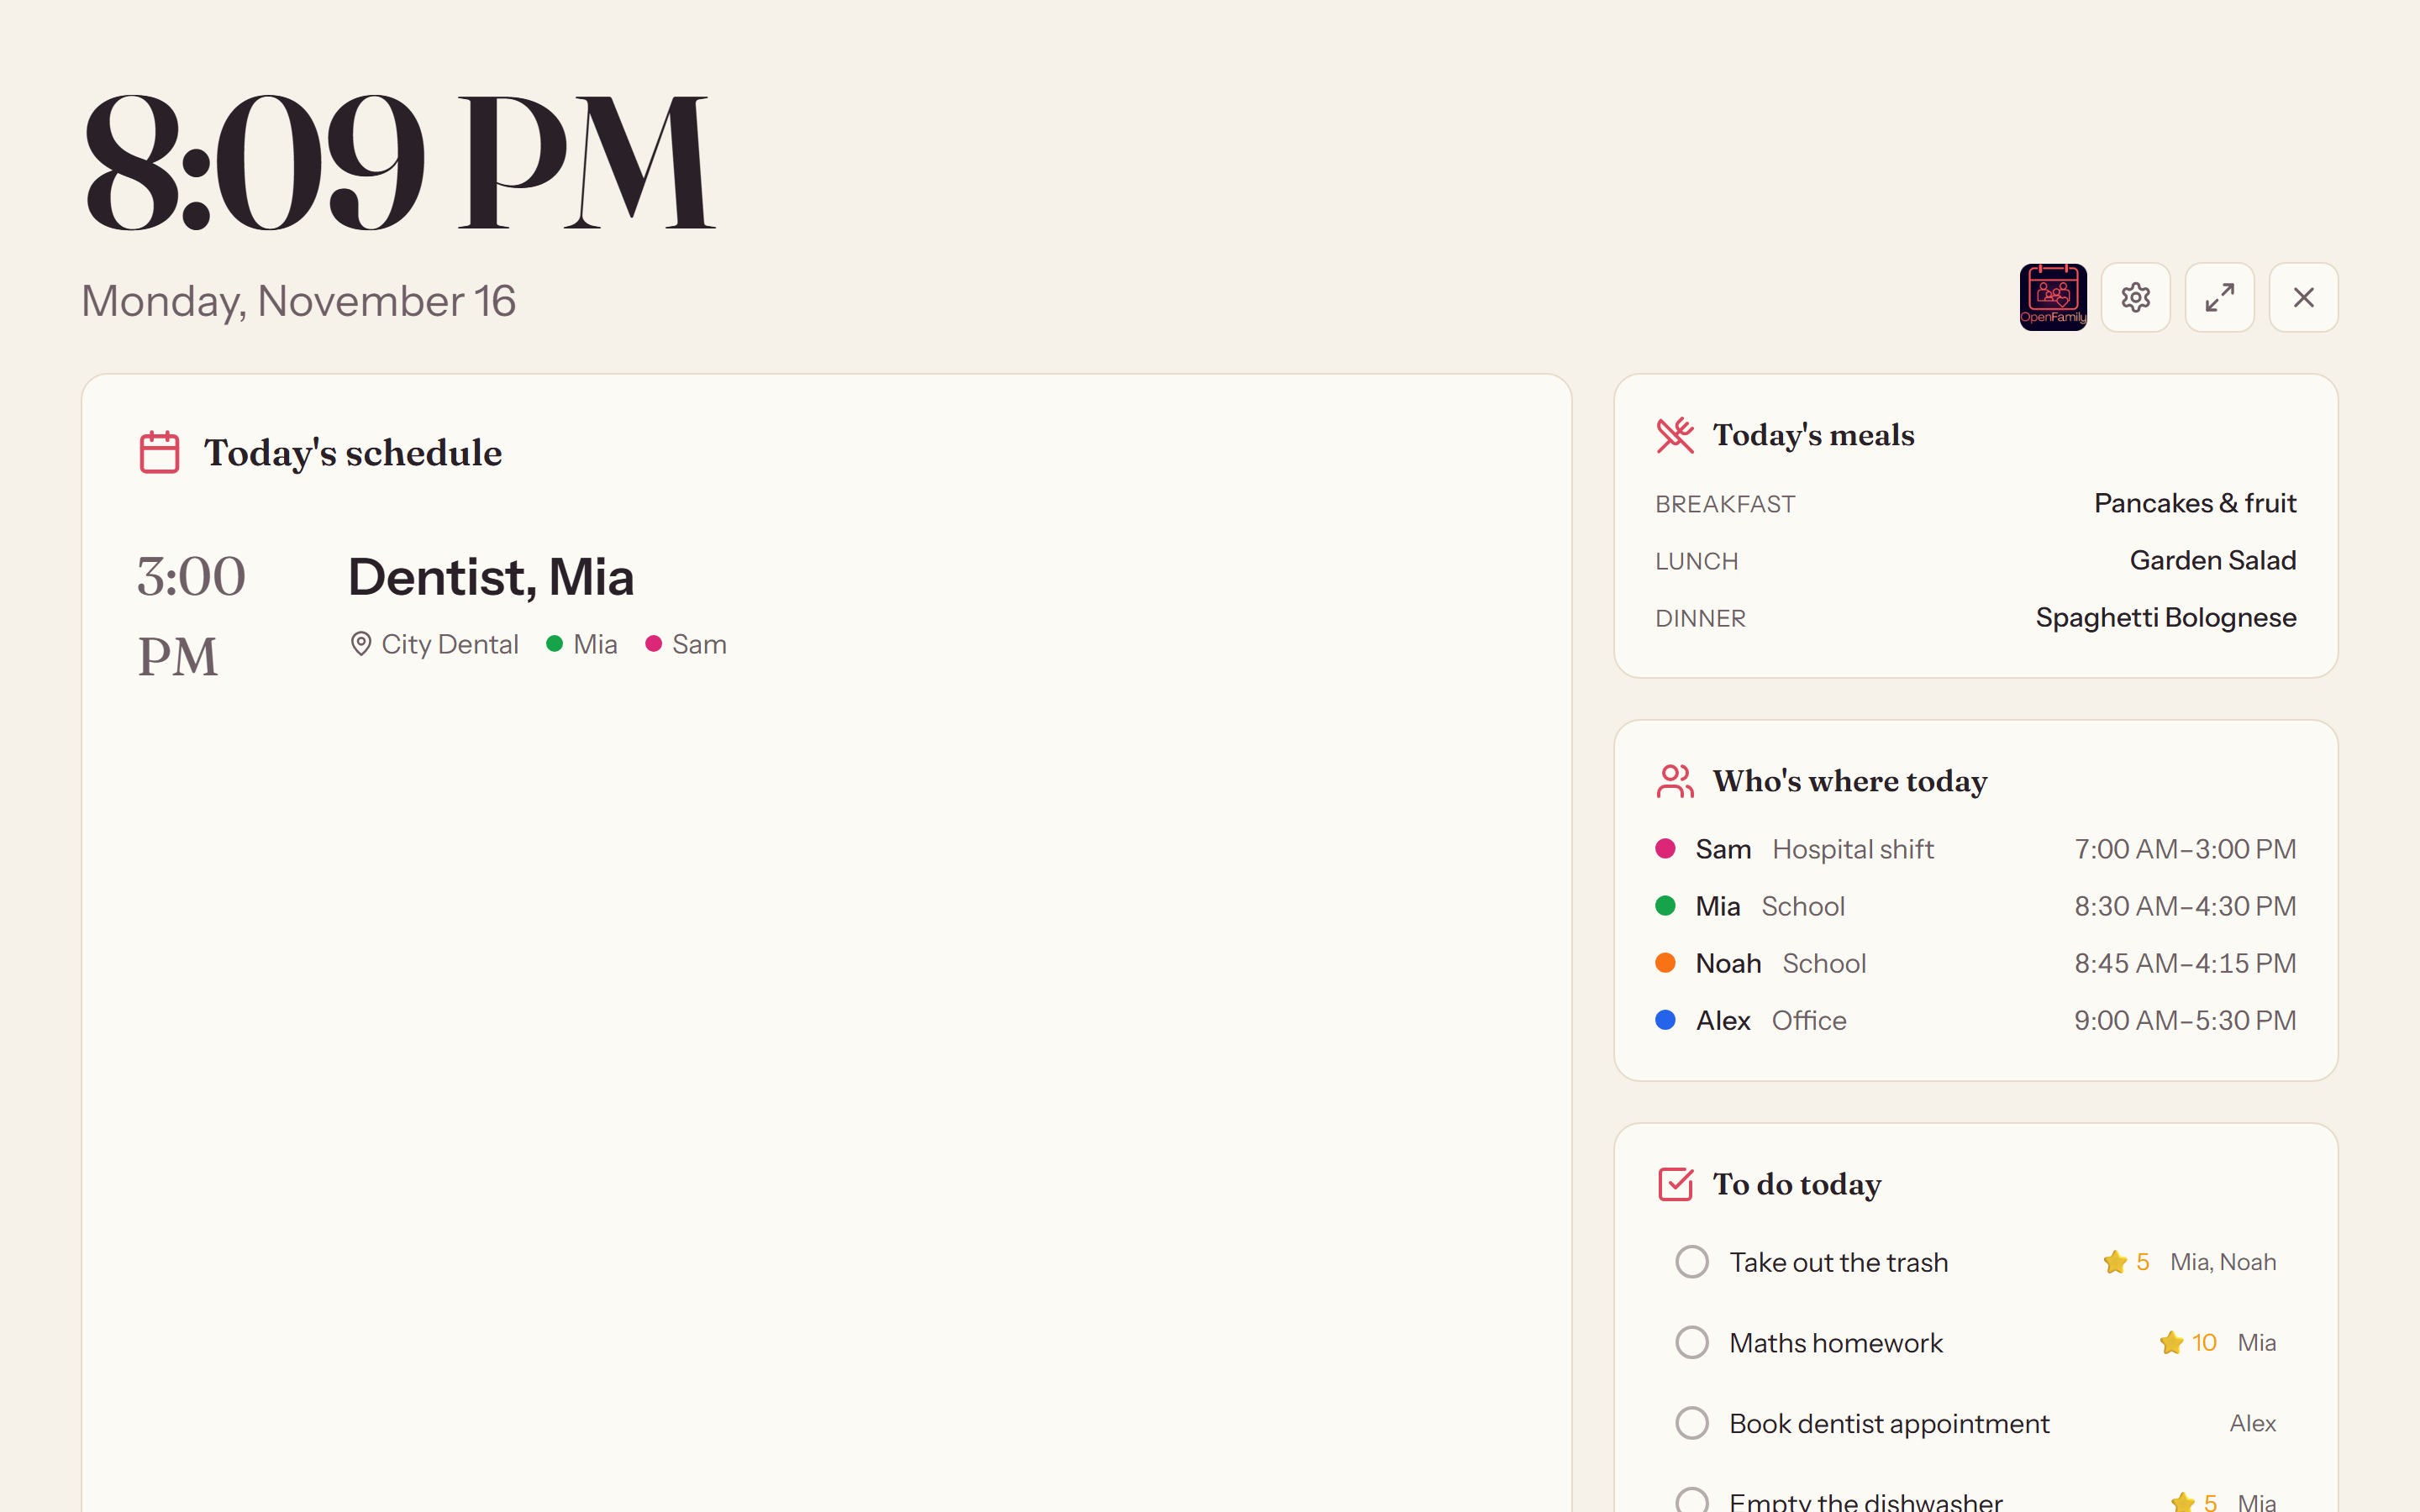 8:09 PM
Monday, November 16
OpenFamily
Today's schedule
3:00 PM
Dentist, Mia
City Dental Mia Sam
Today's meals
BREAKFAST Pancakes & fruit
LUNCH Garden Salad
DINNER Spaghetti Bolognese
Who's where today
Sam Hospital shift 7:00 AM–3:00 PM
Mia School 8:30 AM–4:30 PM
Noah School 8:45 AM–4:15 PM
Alex Office 9:00 AM–5:30 PM
To do today
Take out the trash 5 Mia, Noah
Maths homework 10 Mia
Book dentist appointment Alex
Empty the dishwasher 5 Mia